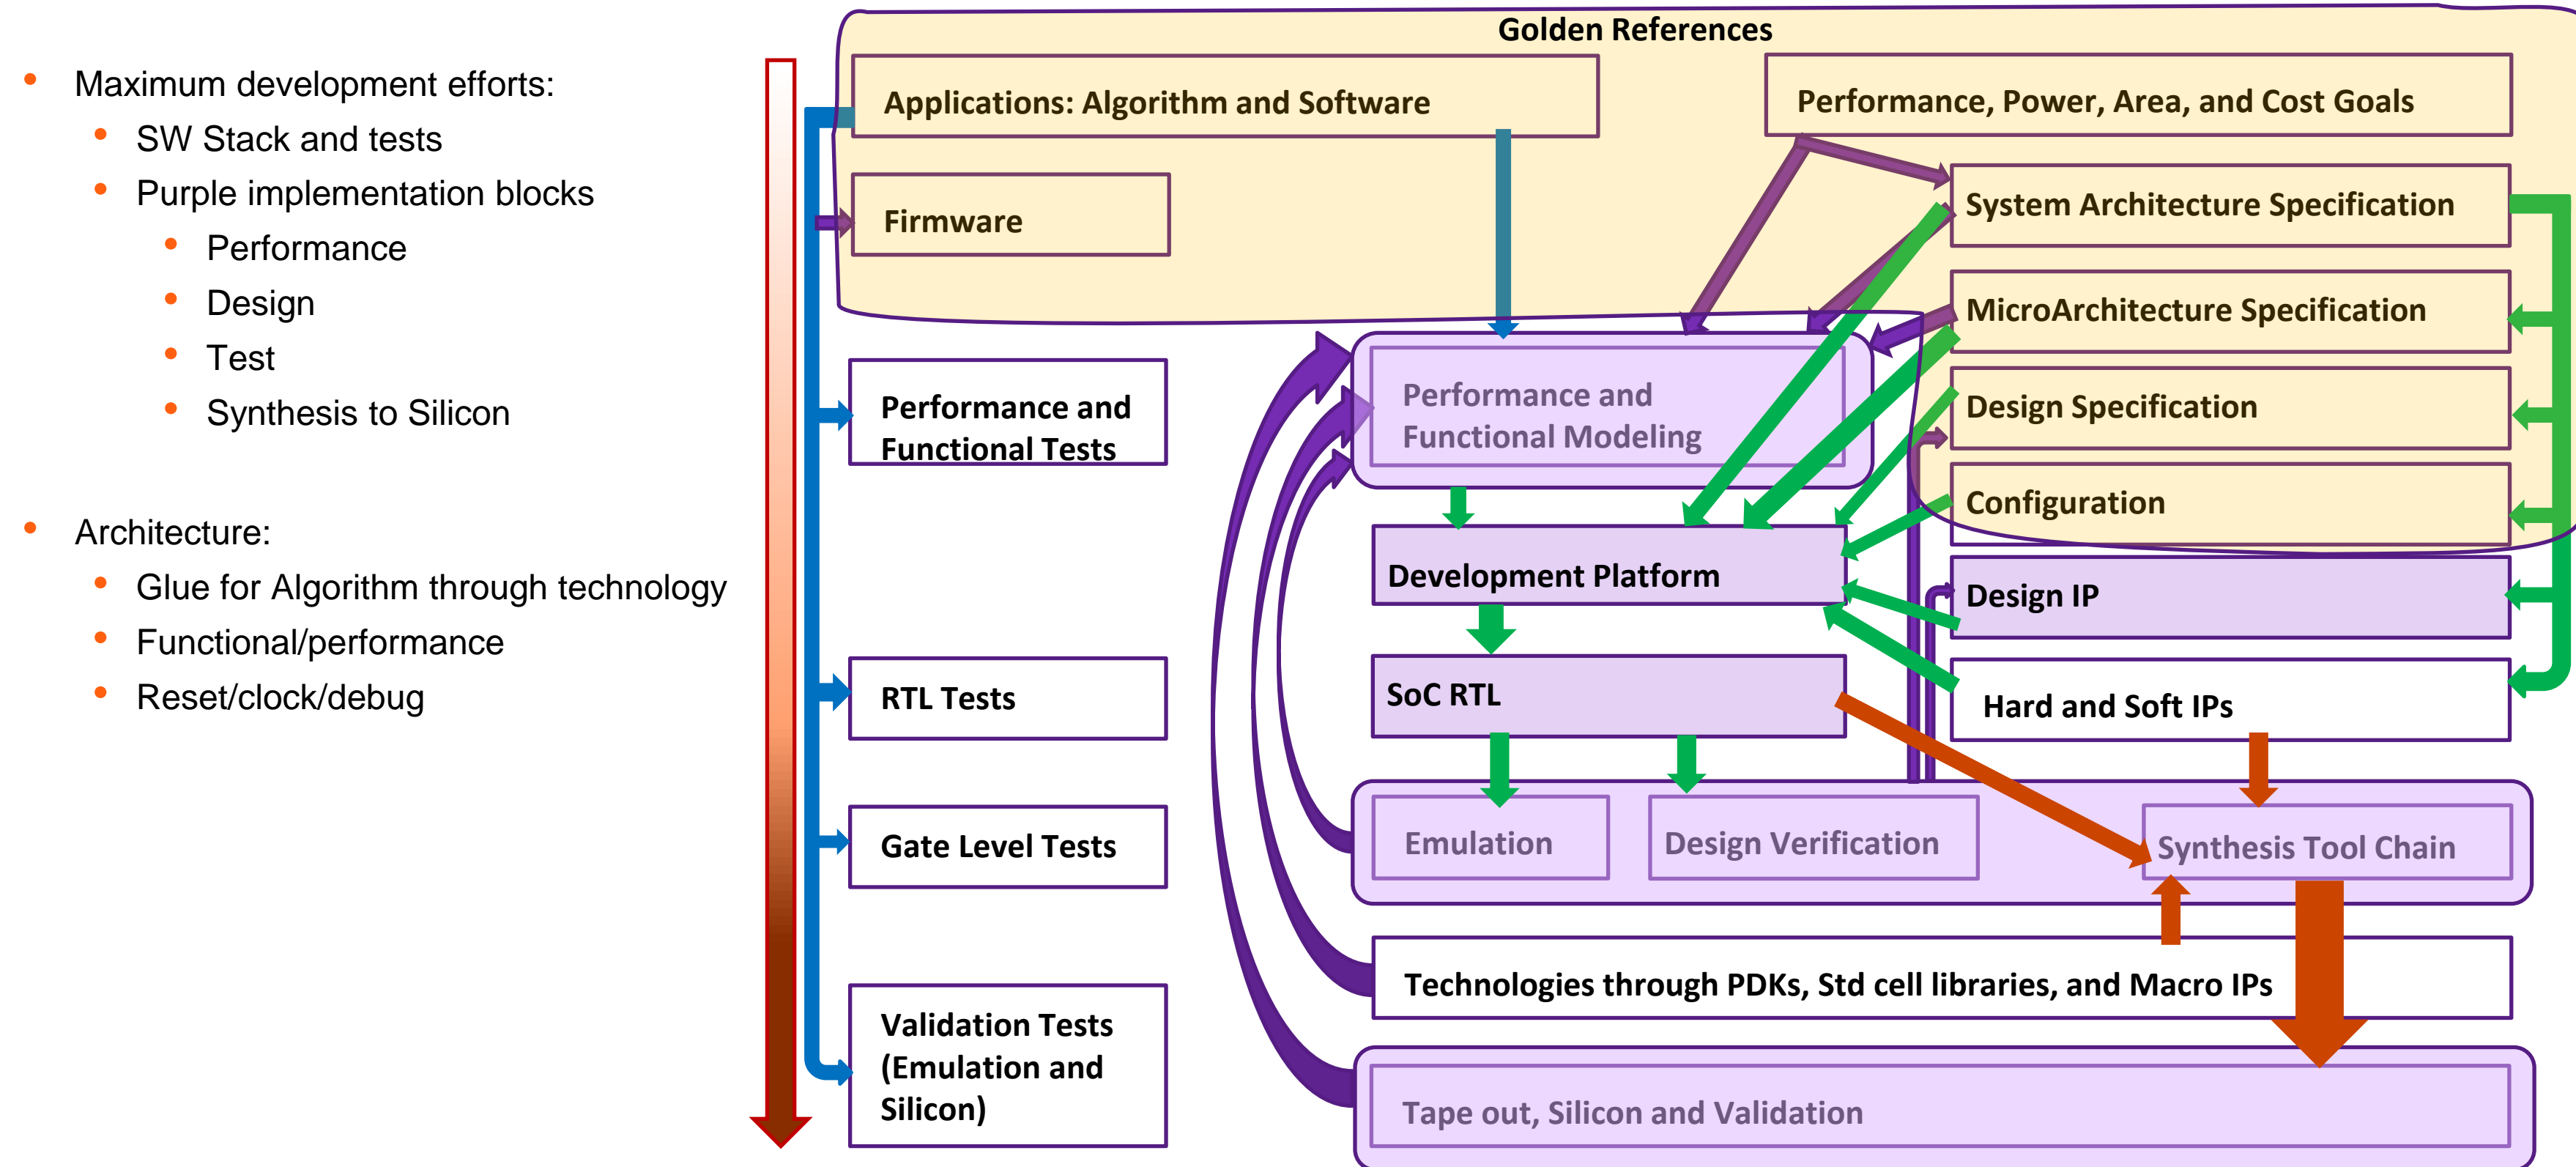 Maximum development efforts:
SW Stack and tests
Purple implementation blocks
Performance
Design
Test
Synthesis to Silicon
Architecture:
Glue for Algorithm through technology
Functional/performance
Reset/clock/debug
Golden References
Applications: Algorithm and Software
Performance, Power, Area, and Cost Goals
Firmware
System Architecture Specification
MicroArchitecture Specification
Performance and
Functional Tests
Performance and
Functional Modeling
Design Specification
Configuration
Development Platform
Design IP
RTL Tests
SoC RTL
Hard and Soft IPs
Gate Level Tests
Emulation
Design Verification
Synthesis Tool Chain
Technologies through PDKs, Std cell libraries, and Macro IPs
Validation Tests
(Emulation and
Silicon)
Tape out, Silicon and Validation